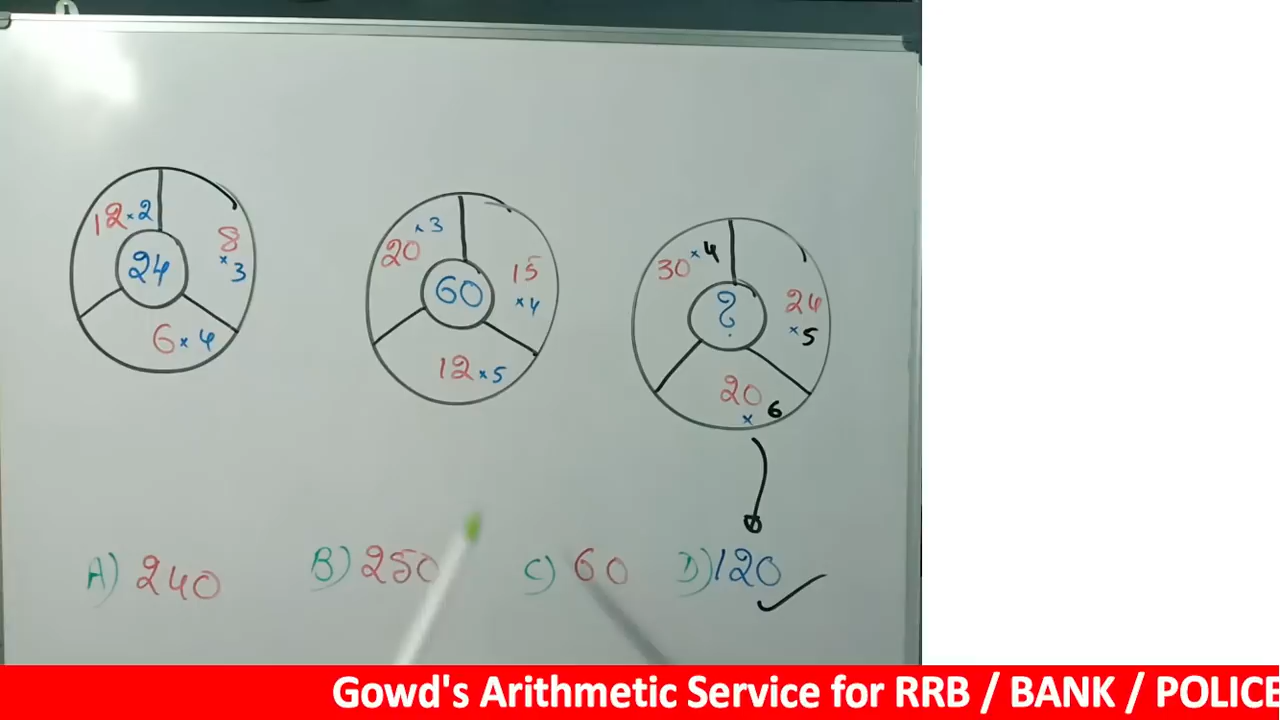 12 × 2
8 × 3
24
6 × 4
20 × 3
15 × 4
60
12 × 5
30 × 4
24 × 5
?
20 × 6
A) 240 B) 250 C) 60 D) 120
Gowd's Arithmetic Service for RRB / BANK / POLICE